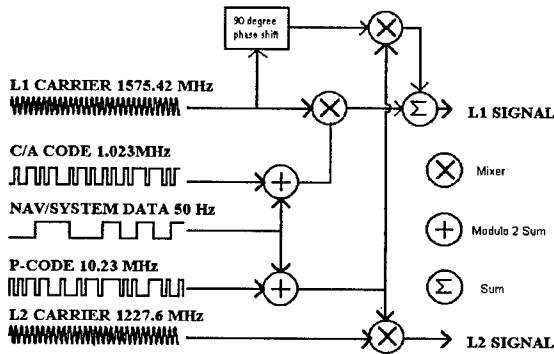 90 degree
phase shift
L1 CARRIER 1575.42 MHz
L1 SIGNAL
C/A CODE 1.023MHz
Mixer
NAV/SYSTEM DATA 50 Hz
Modulo 2 Sum
P-CODE 10.23 MHz
Σ
Sum
L2 CARRIER 1227.6 MHz
L2 SIGNAL